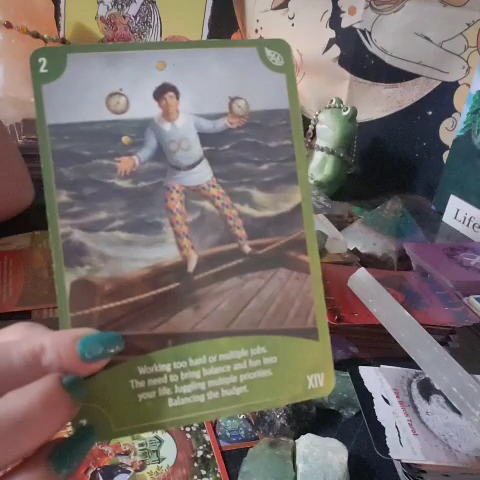 2
Working too hard or multiple jobs.
The need to bring balance and fun into
your life. Juggling multiple priorities.
Balancing the budget.
XIV
Life